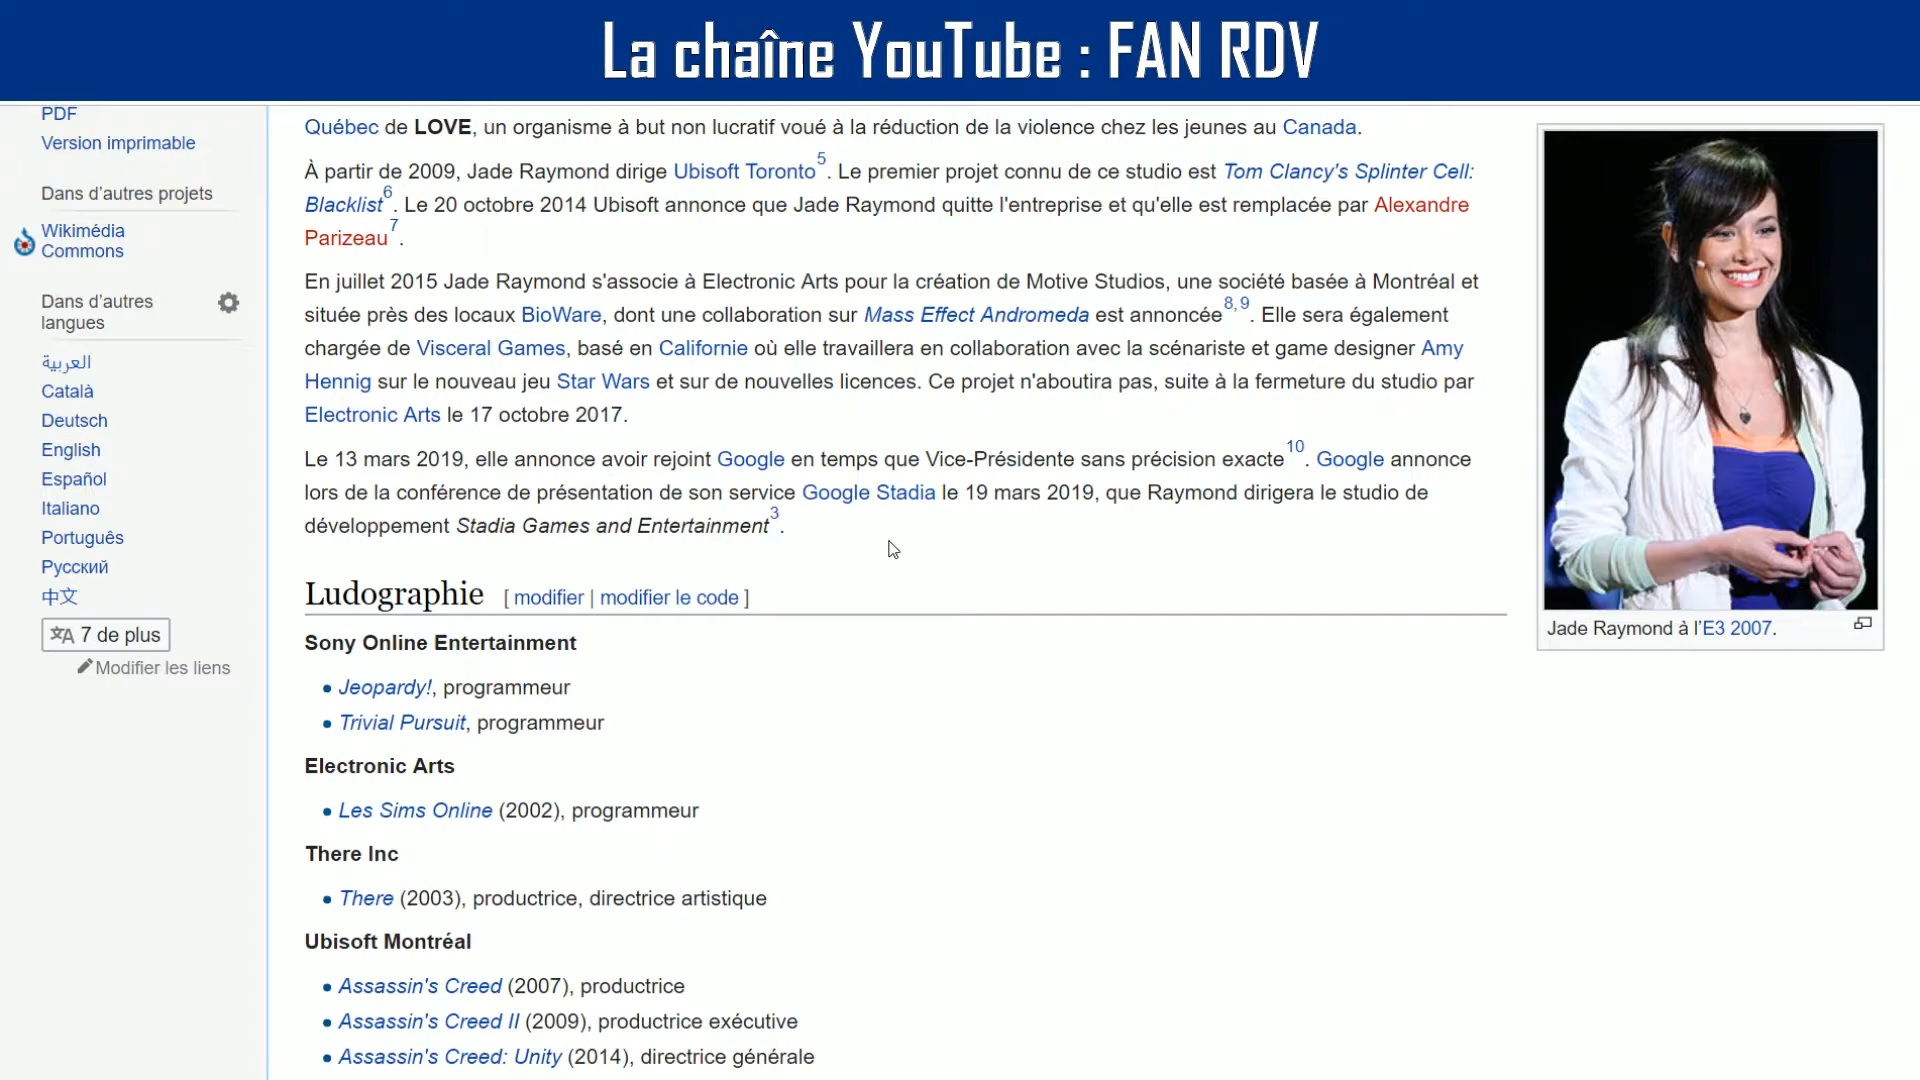 La chaîne YouTube : FAN RDV
PDF
Version imprimable
Dans d'autres projets
Wikimédia
Commons
Dans d'autres
langues
العربية
Català
Deutsch
English
Español
Italiano
Português
Русский
中文
7 de plus
Modifier les liens
Québec de LOVE, un organisme à but non lucratif voué à la réduction de la violence chez les jeunes au Canada.
À partir de 2009, Jade Raymond dirige Ubisoft Toronto5. Le premier projet connu de ce studio est Tom Clancy's Splinter Cell:
Blacklist6. Le 20 octobre 2014 Ubisoft annonce que Jade Raymond quitte l'entreprise et qu'elle est remplacée par Alexandre
Parizeau7.
En juillet 2015 Jade Raymond s'associe à Electronic Arts pour la création de Motive Studios, une société basée à Montréal et
située près des locaux BioWare, dont une collaboration sur Mass Effect Andromeda est annoncée8,9. Elle sera également
chargée de Visceral Games, basé en Californie où elle travaillera en collaboration avec la scénariste et game designer Amy
Hennig sur le nouveau jeu Star Wars et sur de nouvelles licences. Ce projet n'aboutira pas, suite à la fermeture du studio par
Electronic Arts le 17 octobre 2017.
Le 13 mars 2019, elle annonce avoir rejoint Google en temps que Vice-Présidente sans précision exacte10. Google annonce
lors de la conférence de présentation de son service Google Stadia le 19 mars 2019, que Raymond dirigera le studio de
développement Stadia Games and Entertainment3.
Ludographie [ modifier | modifier le code ]
Sony Online Entertainment
• Jeopardy!, programmeur
• Trivial Pursuit, programmeur
Electronic Arts
• Les Sims Online (2002), programmeur
There Inc
• There (2003), productrice, directrice artistique
Ubisoft Montréal
• Assassin's Creed (2007), productrice
• Assassin's Creed II (2009), productrice exécutive
• Assassin's Creed: Unity (2014), directrice générale
Jade Raymond à l'E3 2007.